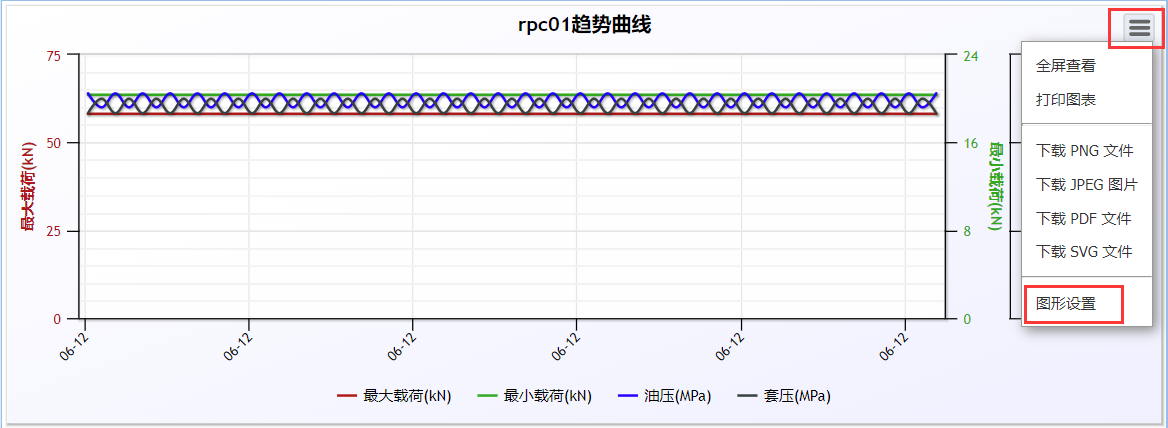 rpc01趋势曲线
全屏查看
打印图表
下载 PNG 文件
下载 JPEG 图片
下载 PDF 文件
下载 SVG 文件
图形设置
75
50
25
0
最大载荷(kN)
24
16
8
0
最小载荷(kN)
06-12
06-12
06-12
06-12
06-12
06-12
最大载荷(kN) 最小载荷(kN) 油压(MPa) 套压(MPa)